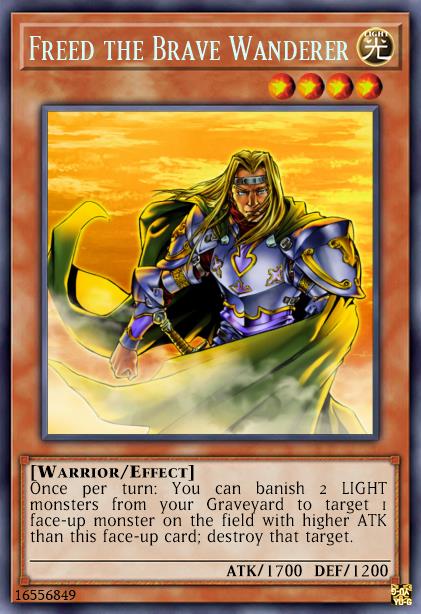 FREED THE BRAVE WANDERER
LIGHT
光
[WARRIOR/EFFECT]
Once per turn: You can banish 2 LIGHT
monsters from your Graveyard to target 1
face-up monster on the field with higher ATK
than this face-up card; destroy that target.
ATK/1700 DEF/1200
16556849